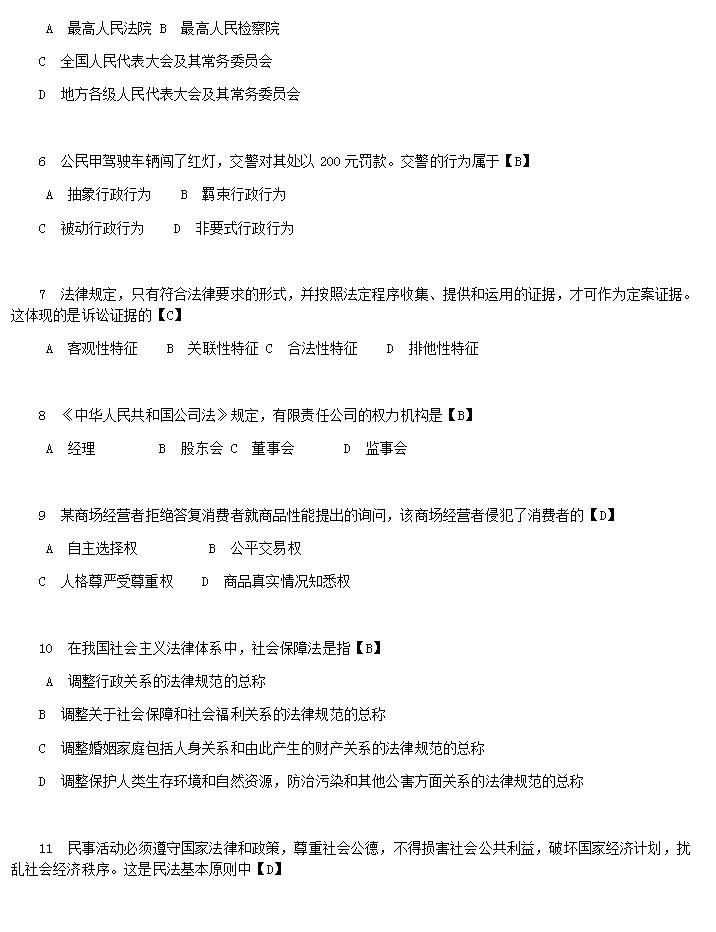 A 最高人民法院 B 最高人民检察院
C 全国人民代表大会及其常务委员会
D 地方各级人民代表大会及其常务委员会
6 公民甲驾驶车辆闯了红灯，交警对其处以 200 元罚款。交警的行为属于【B】
A 抽象行政行为 B 羁束行政行为
C 被动行政行为 D 非要式行政行为
7 法律规定，只有符合法律要求的形式，并按照法定程序收集、提供和运用的证据，才可作为定案证据。
这体现的是诉讼证据的【C】
A 客观性特征 B 关联性特征 C 合法性特征 D 排他性特征
8 《中华人民共和国公司法》规定，有限责任公司的权力机构是【B】
A 经理 B 股东会 C 董事会 D 监事会
9 某商场经营者拒绝答复消费者就商品性能提出的询问，该商场经营者侵犯了消费者的【D】
A 自主选择权 B 公平交易权
C 人格尊严受尊重权 D 商品真实情况知悉权
10 在我国社会主义法律体系中，社会保障法是指【B】
A 调整行政关系的法律规范的总称
B 调整关于社会保障和社会福利关系的法律规范的总称
C 调整婚姻家庭包括人身关系和由此产生的财产关系的法律规范的总称
D 调整保护人类生存环境和自然资源，防治污染和其他公害方面关系的法律规范的总称
11 民事活动必须遵守国家法律和政策，尊重社会公德，不得损害社会公共利益，破坏国家经济计划，扰
乱社会经济秩序。这是民法基本原则中【D】